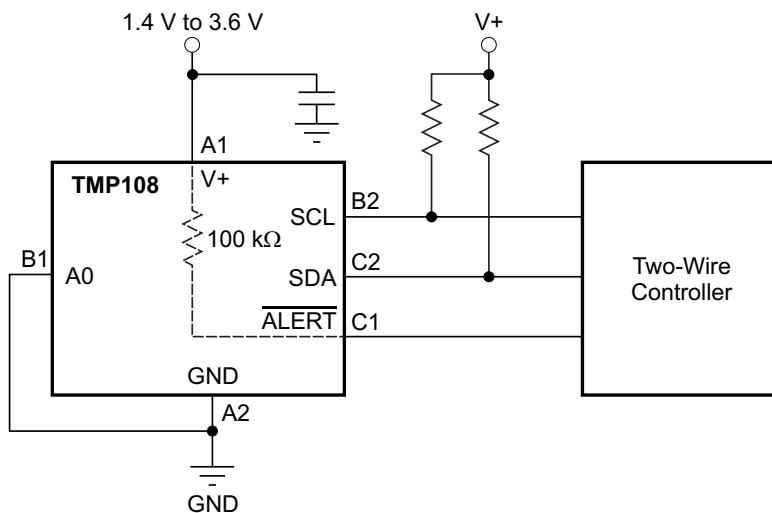 1.4 V to 3.6 V
V+
A1
TMP108
V+
B2
SCL
100 kΩ
B1
A0
C2
SDA
Two-Wire
Controller
ALERT
C1
GND
A2
GND